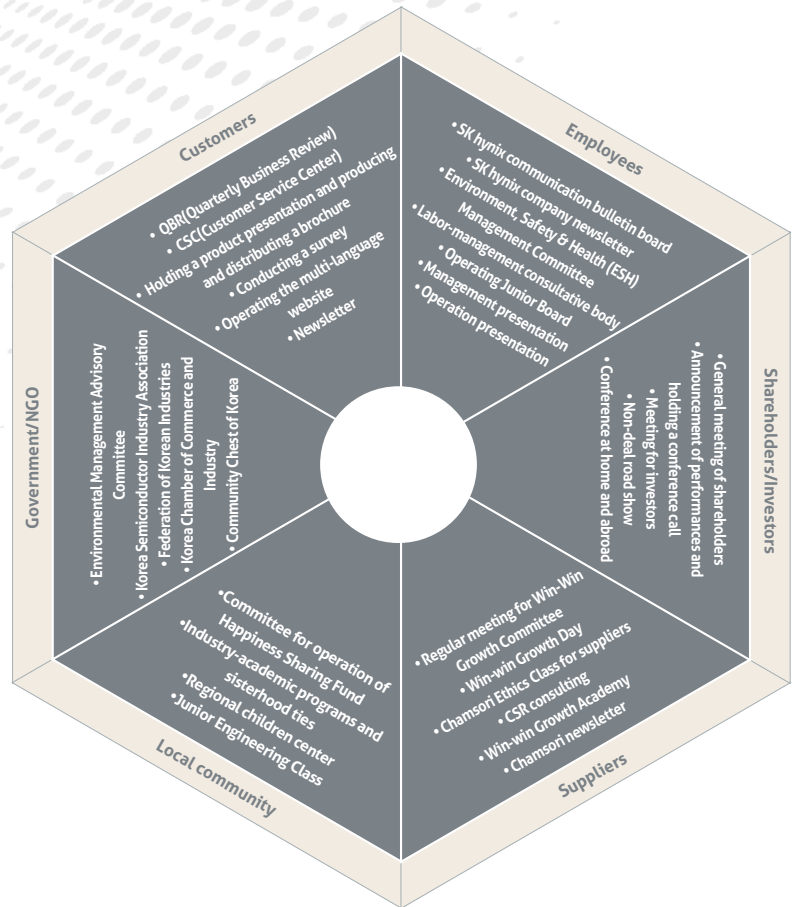 Customers
• QBR(Quarterly Business Review)
• CSC(Customer Service Center)
• Holding a product presentation and producing
and distributing a brochure
• Conducting a survey
• Operating the multi-language
website
• Newsletter
Employees
• SK hynix communication bulletin board
• SK hynix company newsletter
• Environment, Safety & Health (ESH)
Management Committee
• Labor-management consultative body
• Operating Junior Board
• Management presentation
• Operation presentation
Shareholders/Investors
• General meeting of shareholders
• Announcement of performances and
holding a conference call
• Meeting for investors
• Non-deal road show
• Conference at home and abroad
Suppliers
• Regular meeting for Win-Win
Growth Committee
• Win-win Growth Day
• Chamsori Ethics Class for suppliers
• CSR consulting
• Win-win Growth Academy
• Chamsori newsletter
Local community
•Committee for operation of
Happiness Sharing Fund
•Industry-academic programs and
sisterhood ties
•Regional children center
•Junior Engineering Class
Government/NGO
• Environmental Management Advisory
Committee
• Korea Semiconductor Industry Association
• Federation of Korean Industries
• Korea Chamber of Commerce and
Industry
• Community Chest of Korea